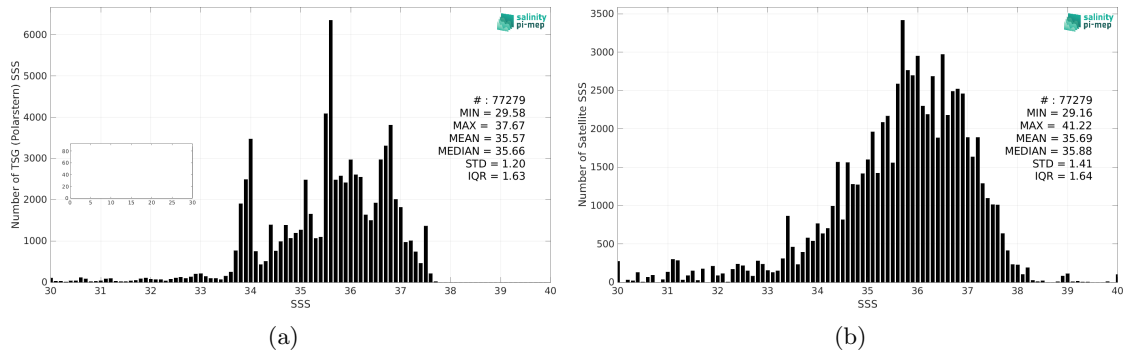 salinity
pi-mep
Number of TSG (Polarstern) SSS
6000
5000
4000
3000
2000
1000
0
# : 77279
MIN = 29.58
MAX = 37.67
MEAN = 35.57
MEDIAN = 35.66
STD = 1.20
IQR = 1.63
80
60
40
20
0
0 5 10 15 20 25 30
30 31 32 33 34 35 36 37 38 39 40
SSS
(a)
salinity
pi-mep
Number of Satellite SSS
3500
3000
2500
2000
1500
1000
500
0
# : 77279
MIN = 29.16
MAX = 41.22
MEAN = 35.69
MEDIAN = 35.88
STD = 1.41
IQR = 1.64
30 31 32 33 34 35 36 37 38 39 40
SSS
(b)